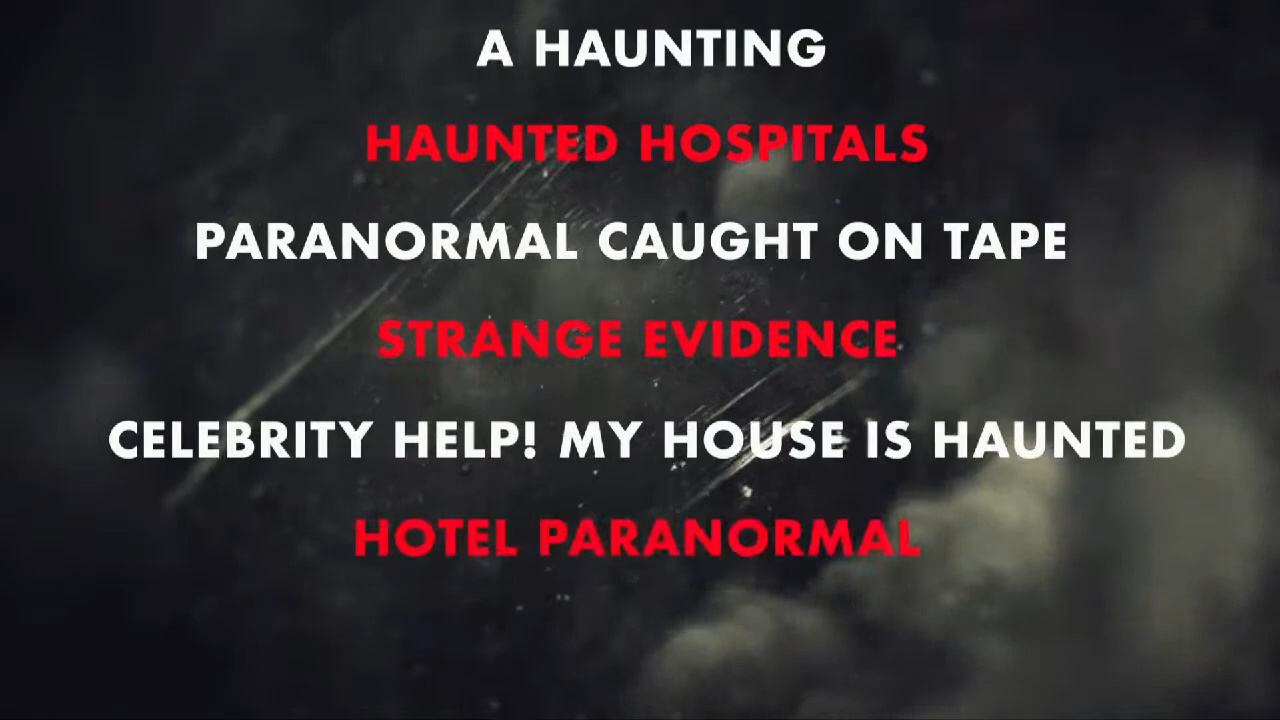 A HAUNTING
HAUNTED HOSPITALS
PARANORMAL CAUGHT ON TAPE
STRANGE EVIDENCE
CELEBRITY HELP! MY HOUSE IS HAUNTED
HOTEL PARANORMAL